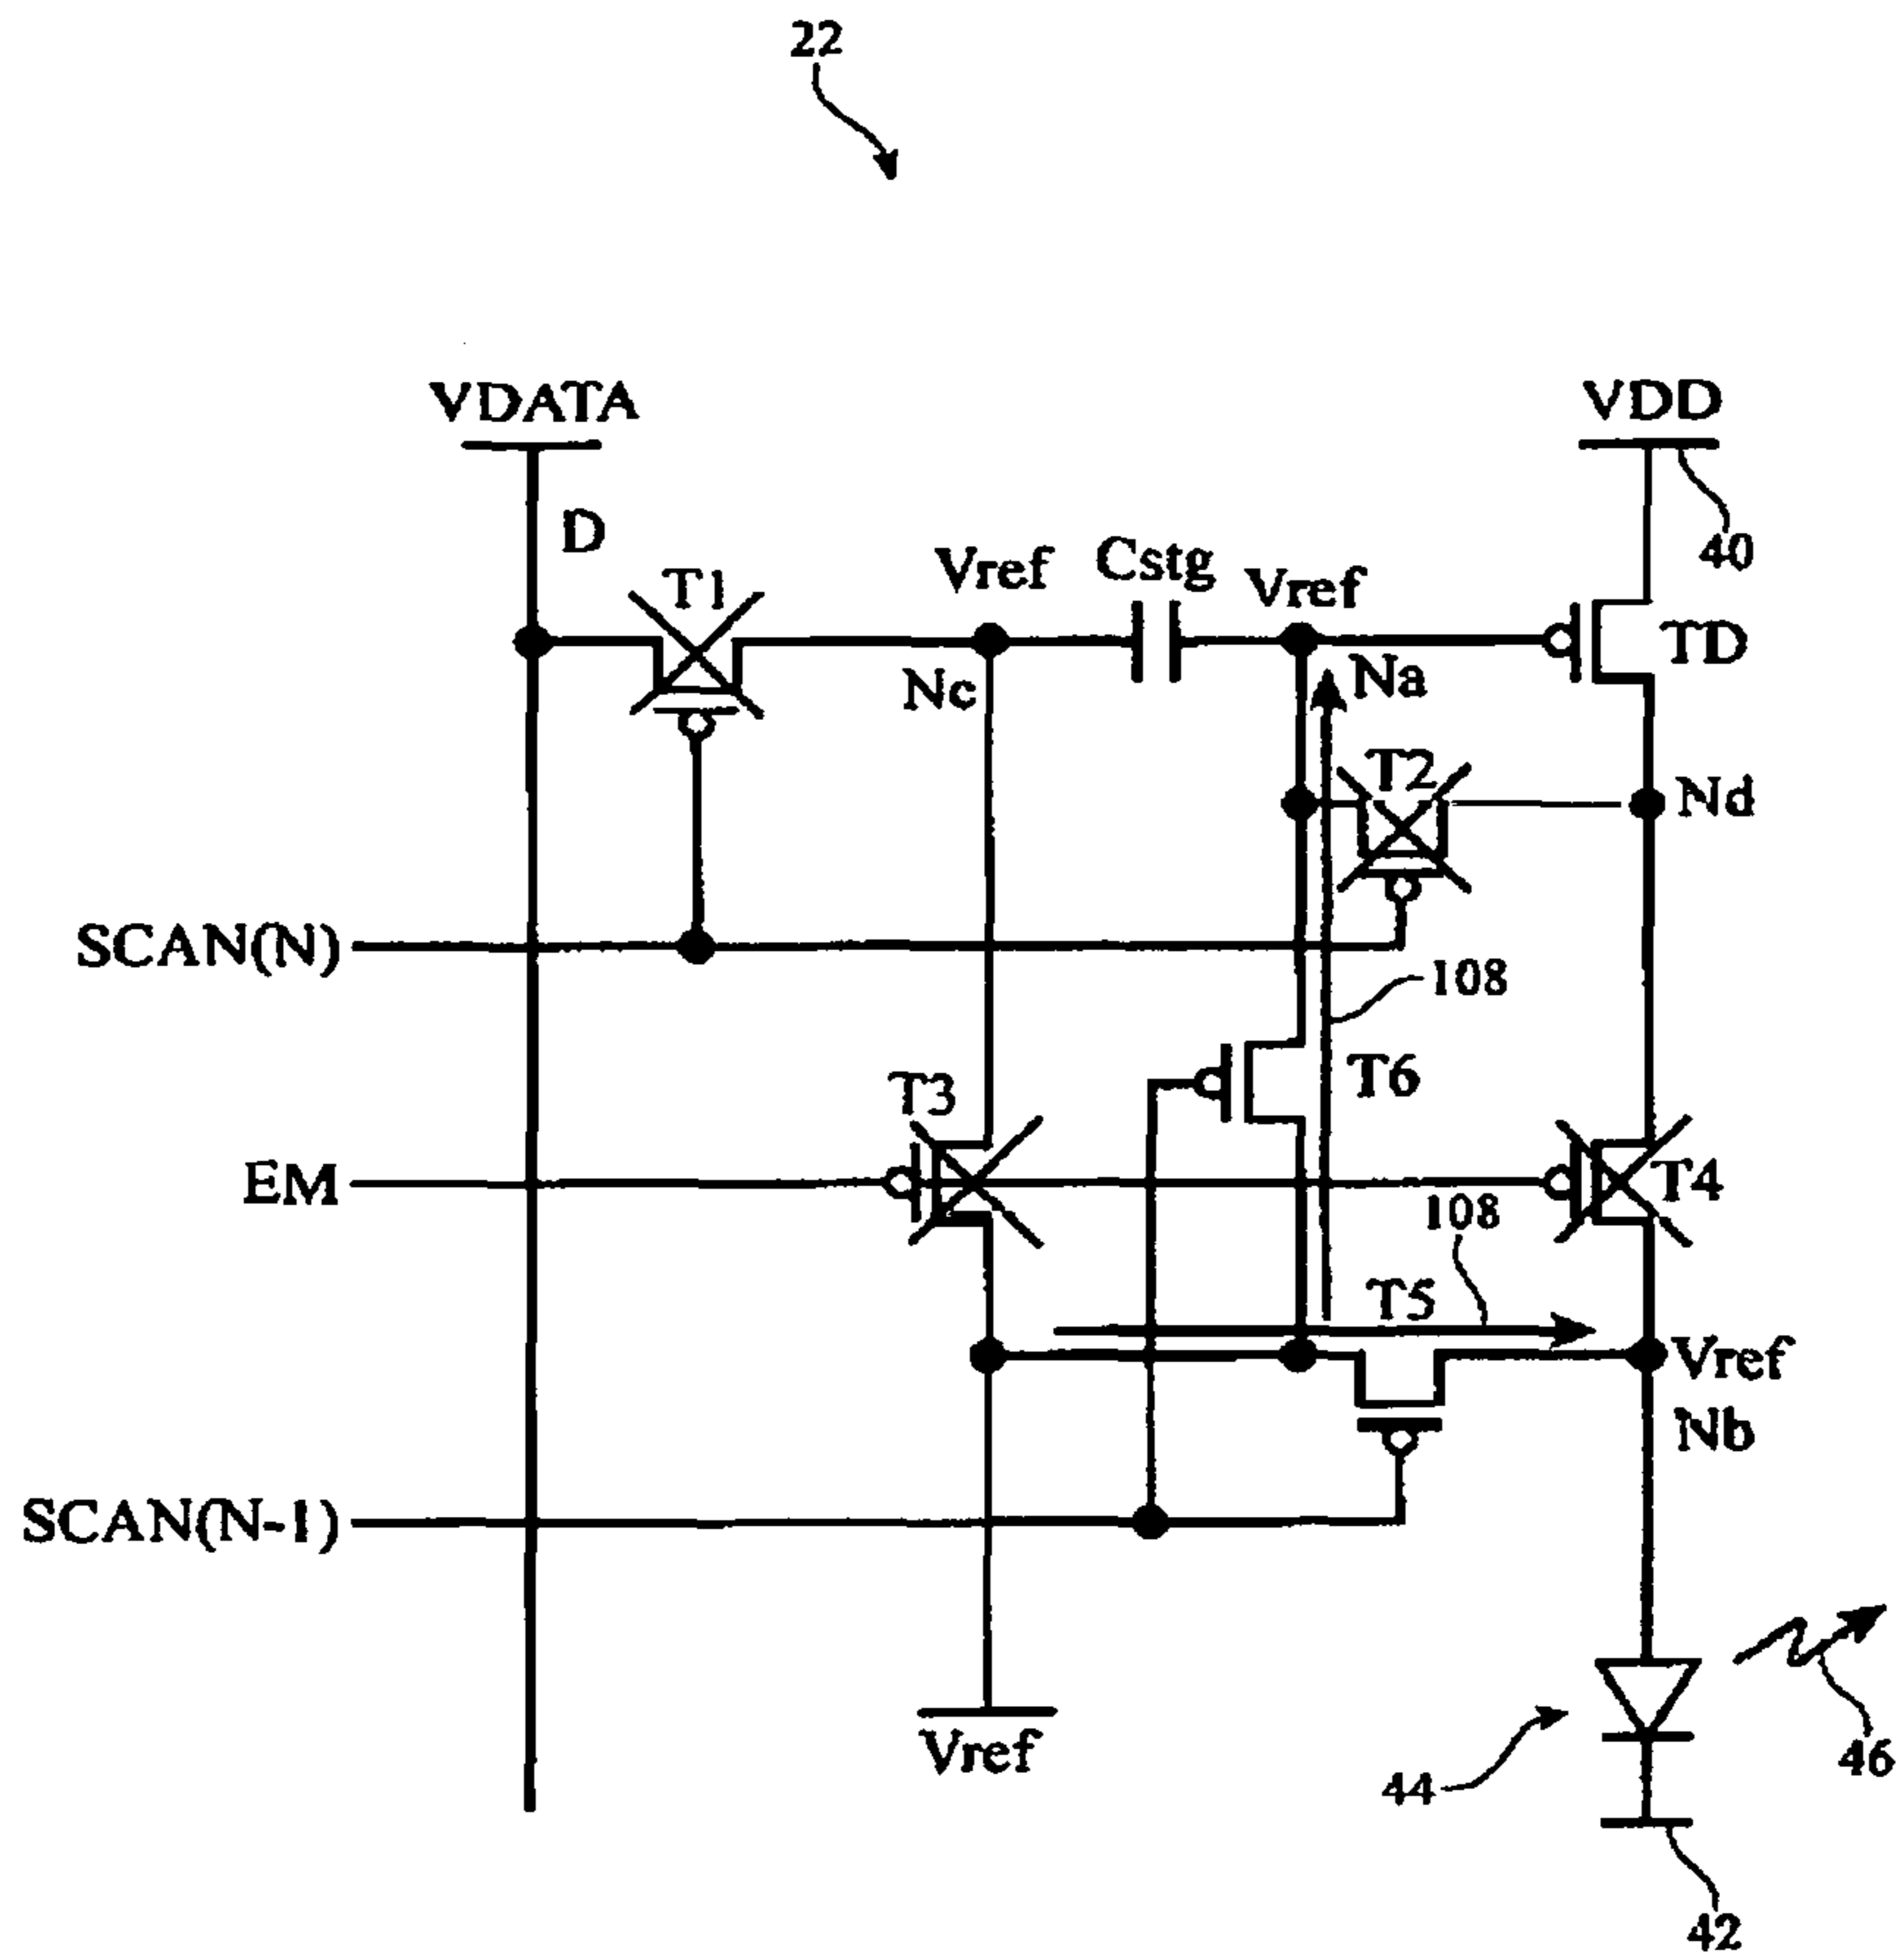 22
VDATA
VDD
D
40
T1
Vref
Cstg
Vref
TD
Nc
Na
T2
Nd
SCAN(N)
108
T6
T3
EM
T4
108
T5
Vref
Nb
SCAN(N-1)
Vref
44
46
42